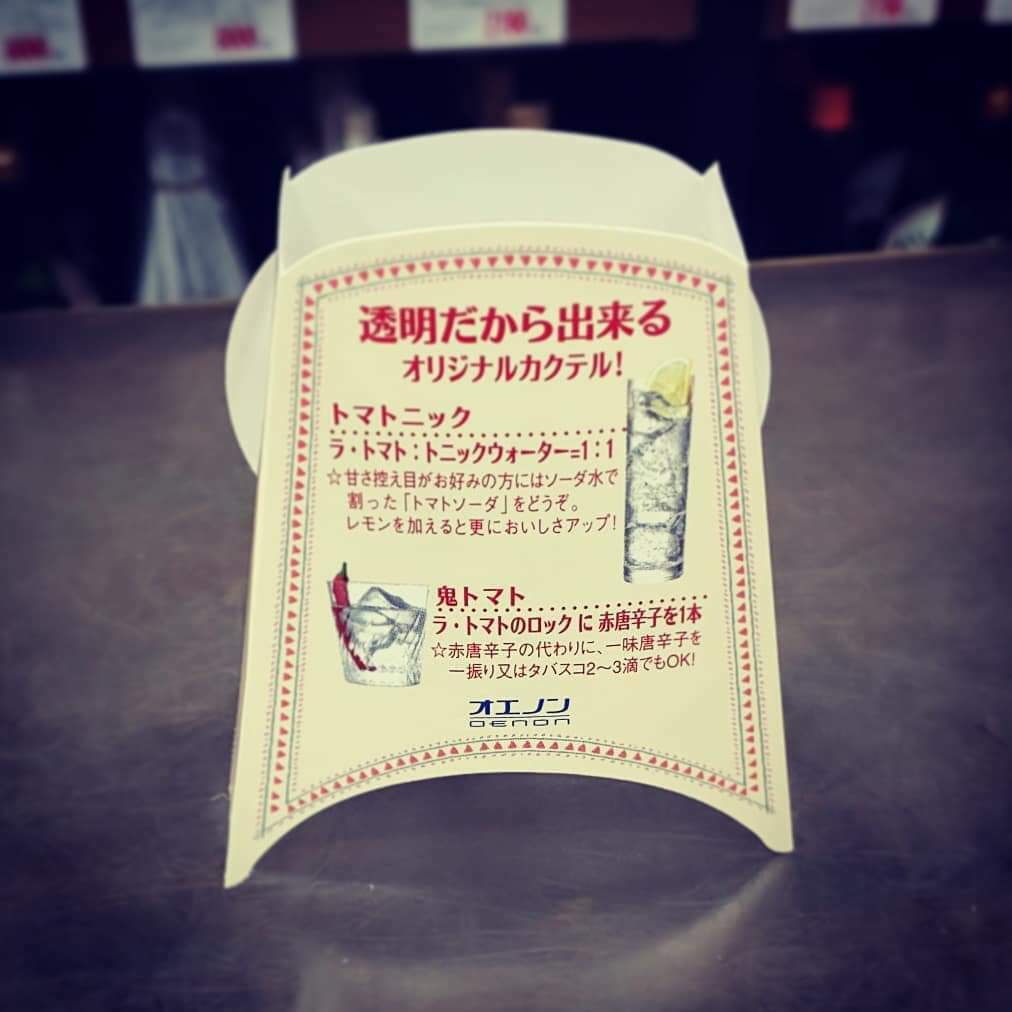 透明だから出来る
オリジナルカクテル!
トマトニック
ラ・トマト:トニックウォーター=1:1
☆甘さ控え目がお好みの方にはソーダ水で
割った「トマトソーダ」をどうぞ。
レモンを加えると更においしさアップ!
鬼トマト
ラ・トマトのロックに赤唐辛子を1本
☆赤唐辛子の代わりに、一味唐辛子を
一振り又はタバスコ2〜3滴でもOK!
オエノン
OENON